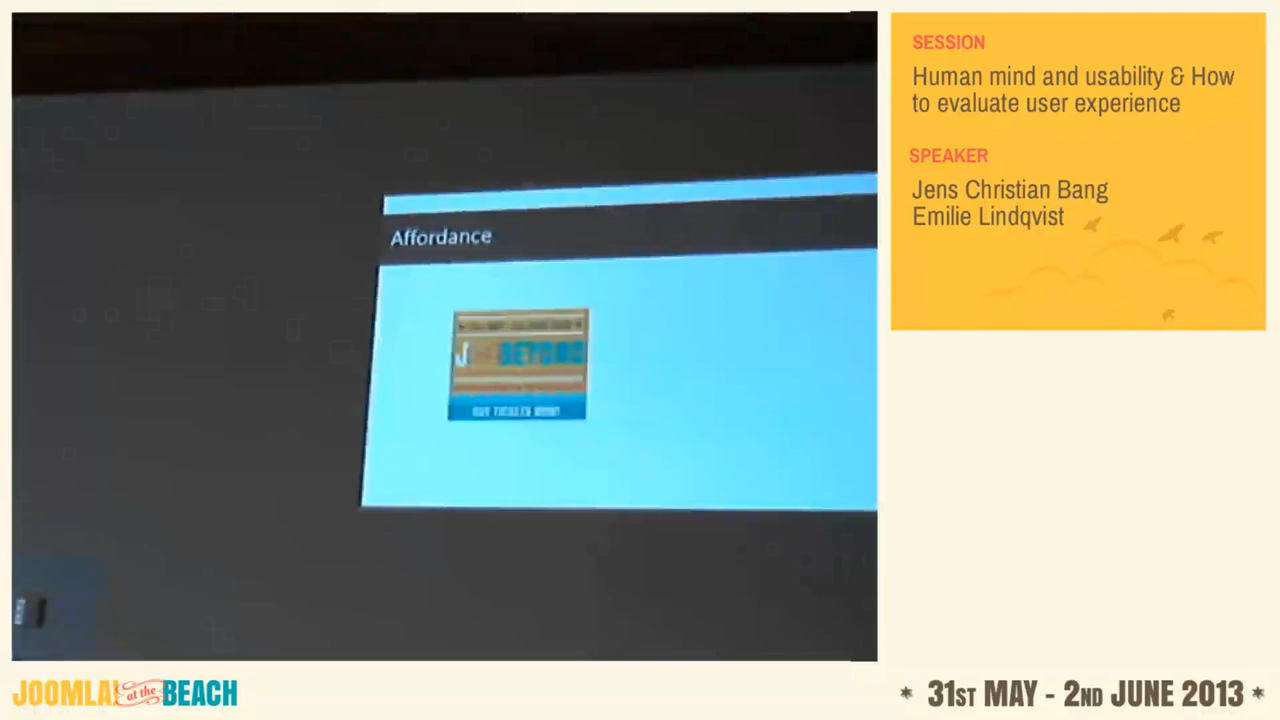 SESSION
Human mind and usability & How
to evaluate user experience
SPEAKER
Jens Christian Bang
Emilie Lindqvist
Affordance
BEYOND
BUY TICKETS NOW!
JOOMLA! at the BEACH
* 31ST MAY - 2ND JUNE 2013 *